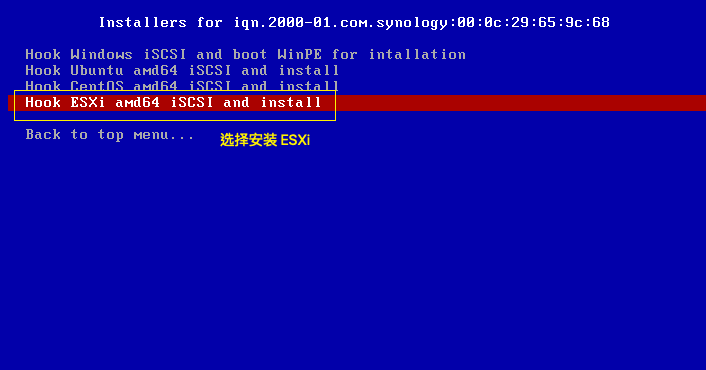 Installers for iqn.2000-01.com.synology:00:0c:29:65:9c:68
Hook Windows iSCSI and boot WinPE for intallation
Hook Ubuntu amd64 iSCSI and install
Hook CentOS amd64 iSCSI and install
Hook ESXi amd64 iSCSI and install
Back to top menu...
选择安装 ESXi